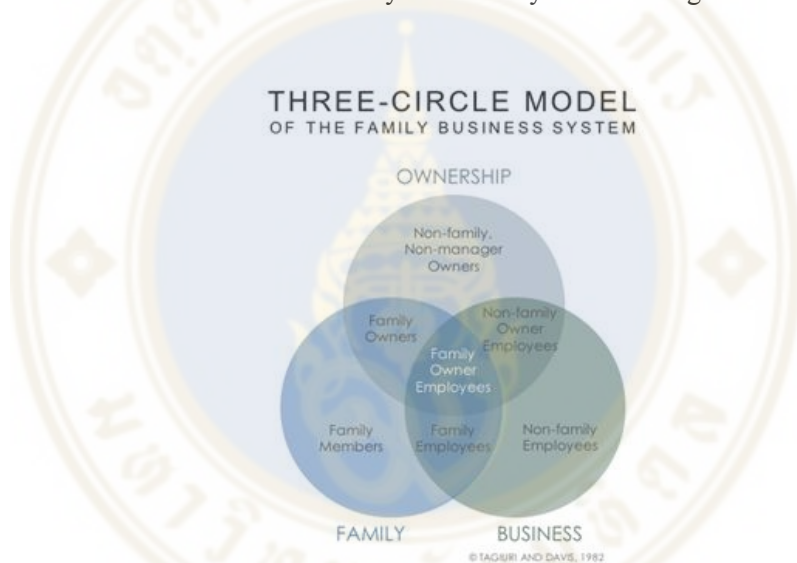 THREE-CIRCLE MODEL
OF THE FAMILY BUSINESS SYSTEM
OWNERSHIP
Non-family,
Non-manager
Owners
Family
Owners
Non-family
Owner
Employees
Family
Owner
Employees
Family
Members
Family
Employees
Non-family
Employees
FAMILY
BUSINESS
© TAGIURI AND DAVIS, 1982